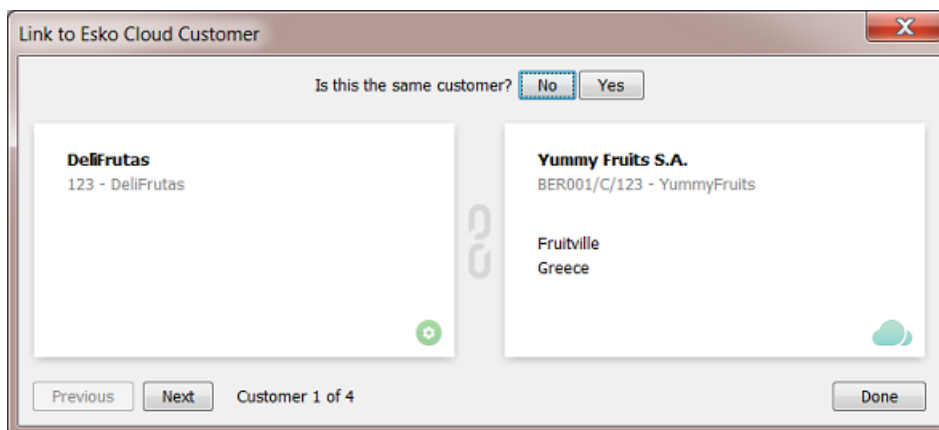 Link to Esko Cloud Customer
X
Is this the same customer? No Yes
DeliFrutas
123 - DeliFrutas
Yummy Fruits S.A.
BER001/C/123 - YummyFruits
Fruitville
Greece
Previous Next Customer 1 of 4 Done